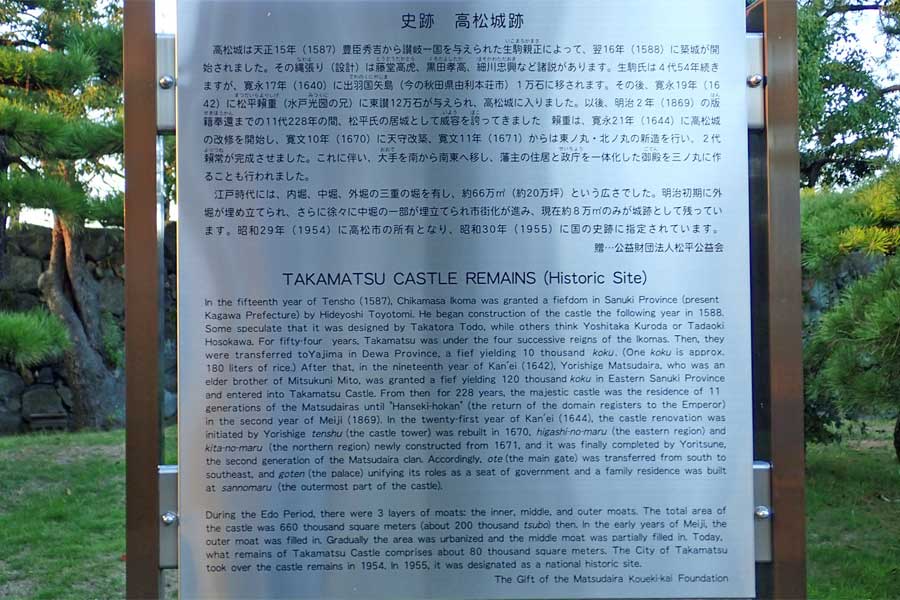 史跡 高松城跡
高松城は天正15年（1587）豊臣秀吉から讃岐一国を与えられた生駒親正によって、翌16年（1588）に築城が開
始されました。その縄張り（設計）は藤堂高虎、黒田孝高、細川忠興など諸説があります。生駒氏は４代54年続き
ますが、寛永17年（1640）に出羽国矢島（今の秋田県由利本荘市）１万石に移されます。その後、寛永19年（16
42）に松平頼重（水戸光圀の兄）に東讃12万石が与えられ、高松城に入りました。以後、明治２年（1869）の版
籍奉還までの11代228年の間、松平氏の居城として威容を誇ってきました　頼重は、寛永21年（1644）に高松城
の改修を開始し、寛文10年（1670）に天守改築、寛文11年（1671）からは東ノ丸・北ノ丸の新造を行い、２代
頼常が完成させました。これに伴い、大手を南から南東へ移し、藩主の住居と政庁を一体化した御殿を三ノ丸に作
ることも行われました。
江戸時代には、内堀、中堀、外堀の三重の堀を有し、約66万㎡（約20万坪）という広さでした。明治初期に外
堀が埋め立てられ、さらに徐々に中堀の一部が埋立てられ市街化が進み、現在約８万㎡のみが城跡として残ってい
ます。昭和29年（1954）に高松市の所有となり、昭和30年（1955）に国の史跡に指定されています。
贈…公益財団法人松平公益会
TAKAMATSU CASTLE REMAINS (Historic Site)
In the fifteenth year of Tensho (1587), Chikamasa Ikoma was granted a fiefdom in Sanuki Province (present
Kagawa Prefecture) by Hideyoshi Toyotomi. He began construction of the castle the following year in 1588.
Some speculate that it was designed by Takatora Todo, while others think Yoshitaka Kuroda or Tadaoki
Hosokawa. For fifty-four years, Takamatsu was under the four successive reigns of the Ikomas. Then, they
were transferred toYajima in Dewa Province, a fief yielding 10 thousand koku. (One koku is approx.
180 liters of rice.) After that, in the nineteenth year of Kan'ei (1642), Yorishige Matsudaira, who was an
elder brother of Mitsukuni Mito, was granted a fief yielding 120 thousand koku in Eastern Sanuki Province
and entered into Takamatsu Castle. From then for 228 years, the majestic castle was the residence of 11
generations of the Matsudairas until "Hanseki-hokan" (the return of the domain registers to the Emperor)
in the second year of Meiji (1869). In the twenty-first year of Kan'ei (1644), the castle renovation was
initiated by Yorishige tenshu (the castle tower) was rebuilt in 1670, higashi-no-maru (the eastern region) and
kita-no-maru (the northern region) newly constructed from 1671, and it was finally completed by Yoritsune,
the second generation of the Matsudaira clan. Accordingly, ote (the main gate) was transferred from south to
southeast, and goten (the palace) unifying its roles as a seat of government and a family residence was built
at sannomaru (the outermost part of the castle).
During the Edo Period, there were 3 layers of moats: the inner, middle, and outer moats. The total area of
the castle was 660 thousand square meters (about 200 thousand tsubo) then. In the early years of Meiji, the
outer moat was filled in. Gradually the area was urbanized and the middle moat was partially filled in. Today,
what remains of Takamatsu Castle comprises about 80 thousand square meters. The City of Takamatsu
took over the castle remains in 1954. In 1955, it was designated as a national historic site.
The Gift of the Matsudaira Koueki-kai Foundation